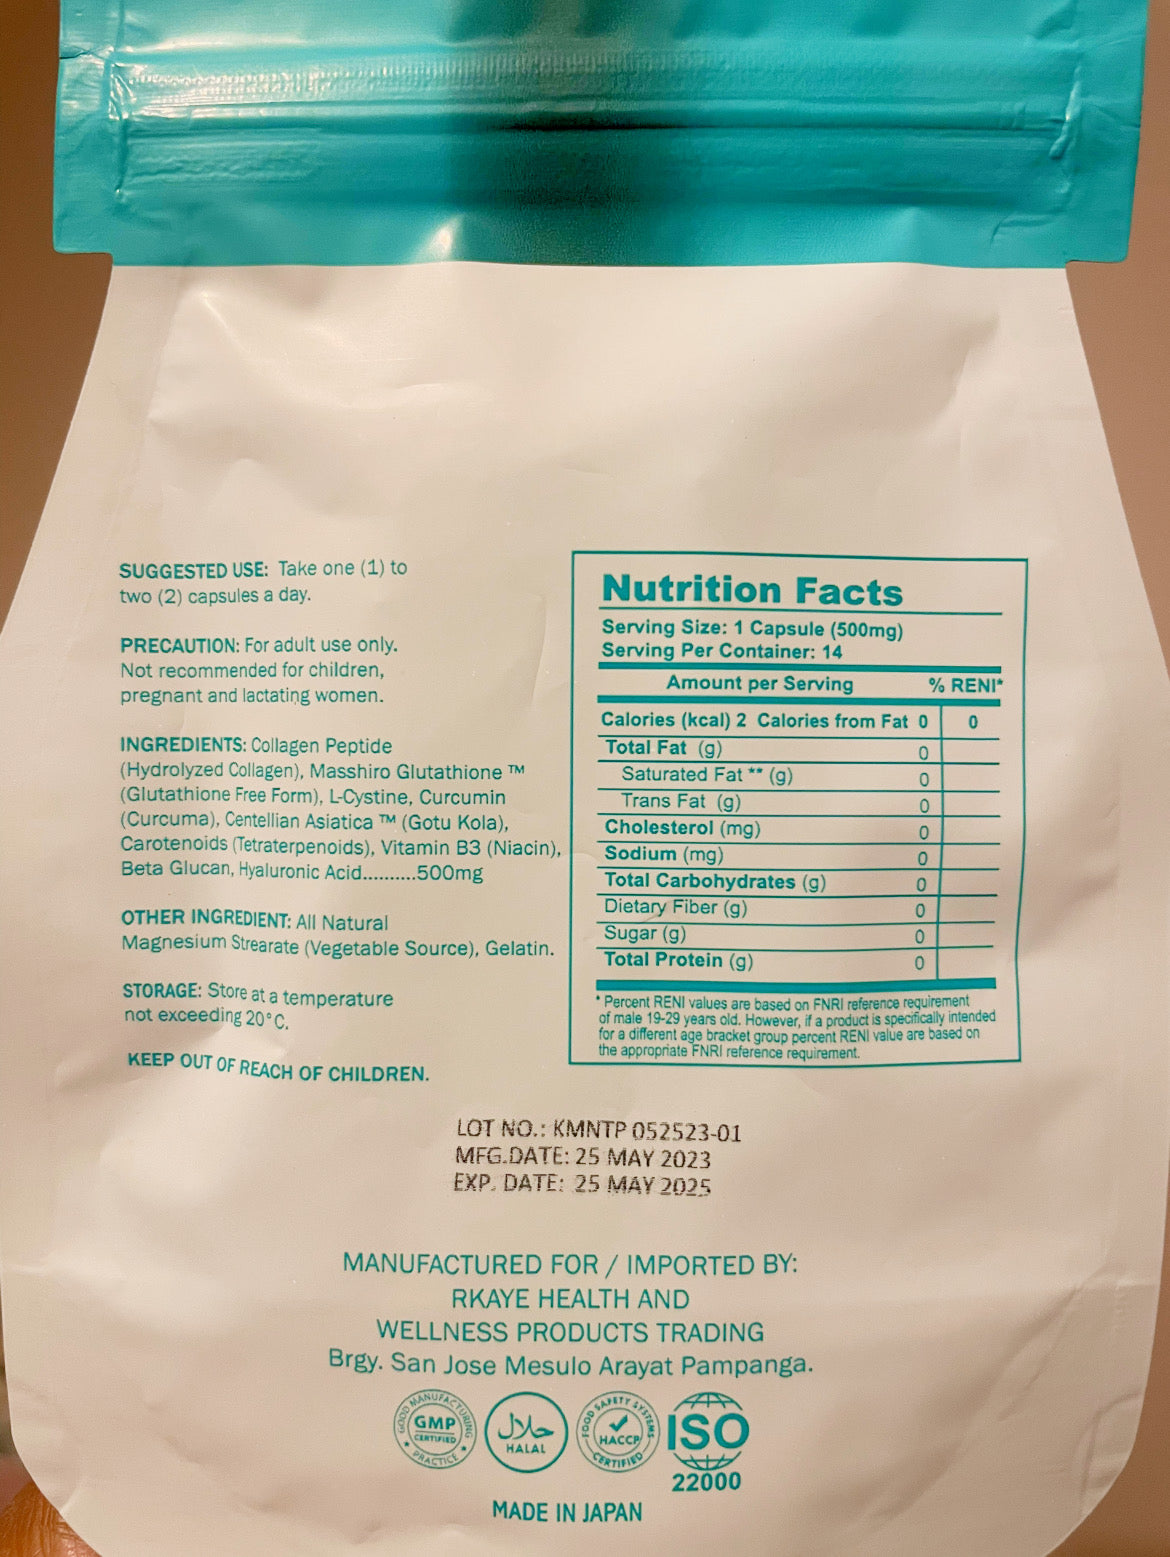 SUGGESTED USE: Take one (1) to
two (2) capsules a day.
PRECAUTION: For adult use only.
Not recommended for children,
pregnant and lactating women.
INGREDIENTS: Collagen Peptide
(Hydrolyzed Collagen), Masshiro Glutathione ™
(Glutathione Free Form), L-Cystine, Curcumin
(Curcuma), Centellian Asiatica ™ (Gotu Kola),
Carotenoids (Tetraterpenoids), Vitamin B3 (Niacin),
Beta Glucan, Hyaluronic Acid..........500mg
OTHER INGREDIENT: All Natural
Magnesium Strearate (Vegetable Source), Gelatin.
STORAGE: Store at a temperature
not exceeding 20°C.
KEEP OUT OF REACH OF CHILDREN.
Nutrition Facts
Serving Size: 1 Capsule (500mg)
Serving Per Container: 14
Amount per Serving % RENI*
Calories (kcal) 2 Calories from Fat 0 0
Total Fat (g) 0
Saturated Fat ** (g) 0
Trans Fat (g) 0
Cholesterol (mg) 0
Sodium (mg) 0
Total Carbohydrates (g) 0
Dietary Fiber (g) 0
Sugar (g) 0
Total Protein (g) 0
* Percent RENI values are based on FNRI reference requirement
of male 19-29 years old. However, if a product is specifically intended
for a different age bracket group percent RENI value are based on
the appropriate FNRI reference requirement.
LOT NO.: KMNTP 052523-01
MFG.DATE: 25 MAY 2023
EXP. DATE: 25 MAY 2025
MANUFACTURED FOR / IMPORTED BY:
RKAYE HEALTH AND
WELLNESS PRODUCTS TRADING
Brgy. San Jose Mesulo Arayat Pampanga.
GOOD MANUFACTURING
GMP
CERTIFIED
PRACTICE
حلال
HALAL
FOOD SAFETY SYSTEMS
HACCP
CERTIFIED
ISO
22000
MADE IN JAPAN